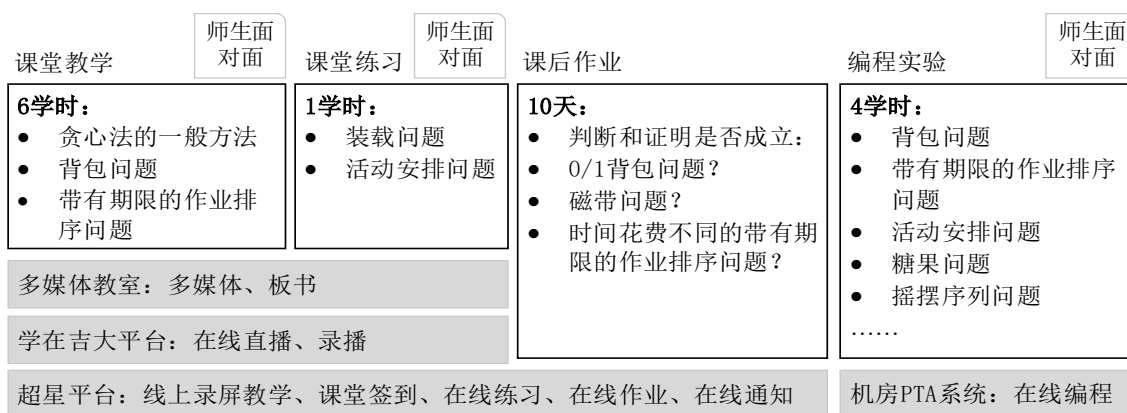 课堂教学
师生面
对面
6学时：
● 贪心法的一般方法
● 背包问题
● 带有期限的作业排
序问题
课堂练习
师生面
对面
1学时：
● 装载问题
● 活动安排问题
课后作业
10天：
● 判断和证明是否成立：
● 0/1背包问题？
● 磁带问题？
● 时间花费不同的带有期
限的作业排序问题？
编程实验
师生面
对面
4学时：
● 背包问题
● 带有期限的作业排序
问题
● 活动安排问题
● 糖果问题
● 摇摆序列问题
……
多媒体教室：多媒体、板书
学在吉大平台：在线直播、录播
超星平台：线上录屏教学、课堂签到、在线练习、在线作业、在线通知
机房PTA系统：在线编程